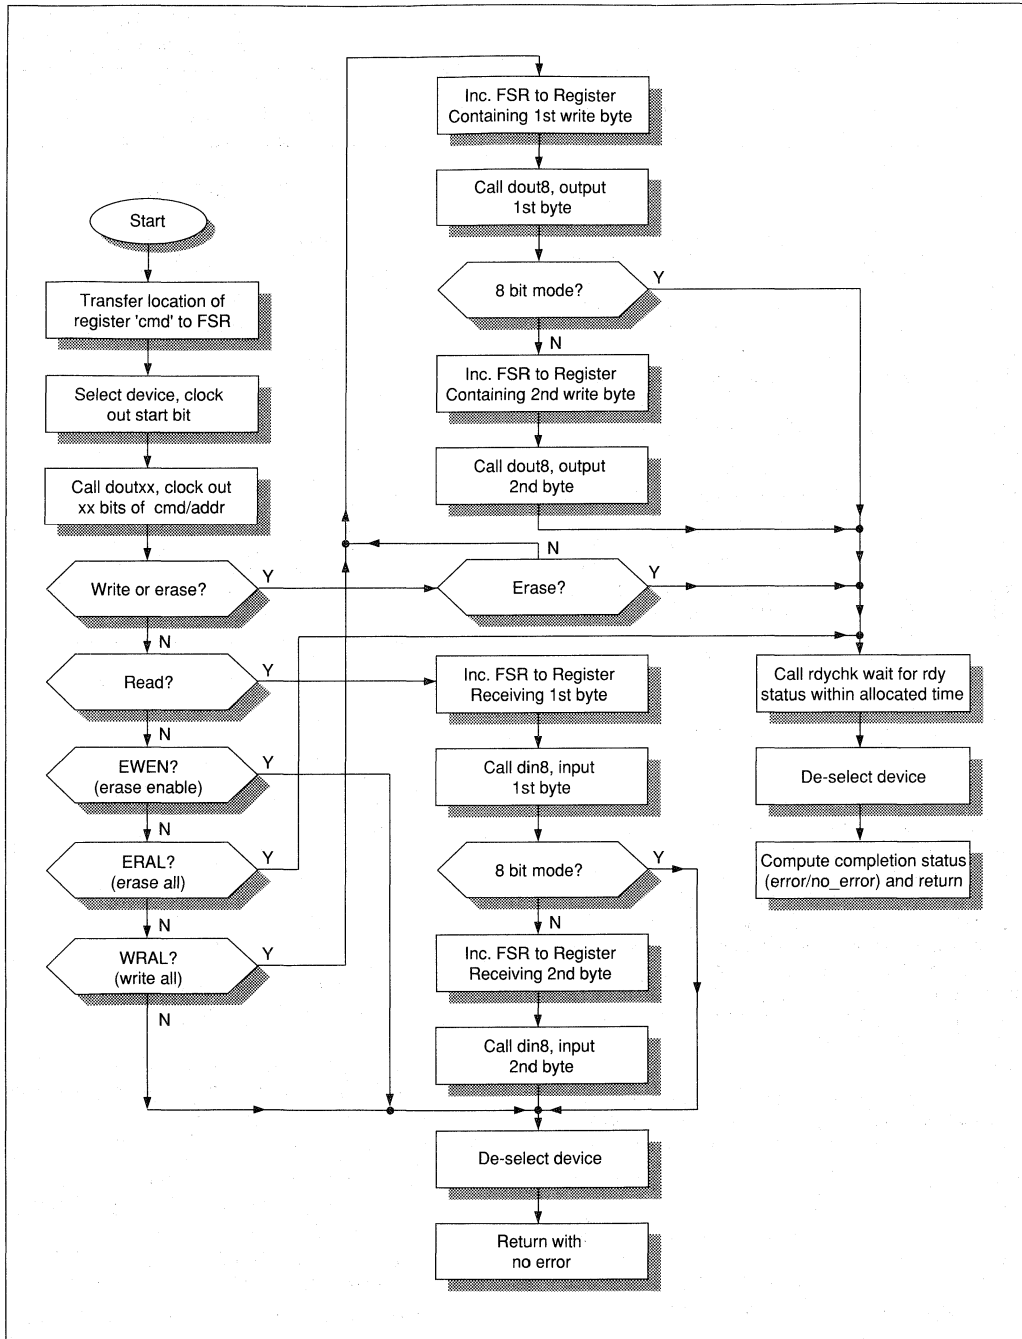 Start
Transfer location of
register 'cmd' to FSR
Select device, clock
out start bit
Call doutxx, clock out
xx bits of cmd/addr
Write or erase?
Y
N
Read?
Y
N
EWEN?
(erase enable)
Y
N
ERAL?
(erase all)
Y
N
WRAL?
(write all)
Y
N
Inc. FSR to Register
Containing 1st write byte
Call dout8, output
1st byte
8 bit mode?
Y
N
Inc. FSR to Register
Containing 2nd write byte
Call dout8, output
2nd byte
N
Erase?
Y
Inc. FSR to Register
Receiving 1st byte
Call din8, input
1st byte
8 bit mode?
Y
N
Inc. FSR to Register
Receiving 2nd byte
Call din8, input
2nd byte
De-select device
Return with
no error
Call rdychk wait for rdy
status within allocated time
De-select device
Compute completion status
(error/no_error) and return